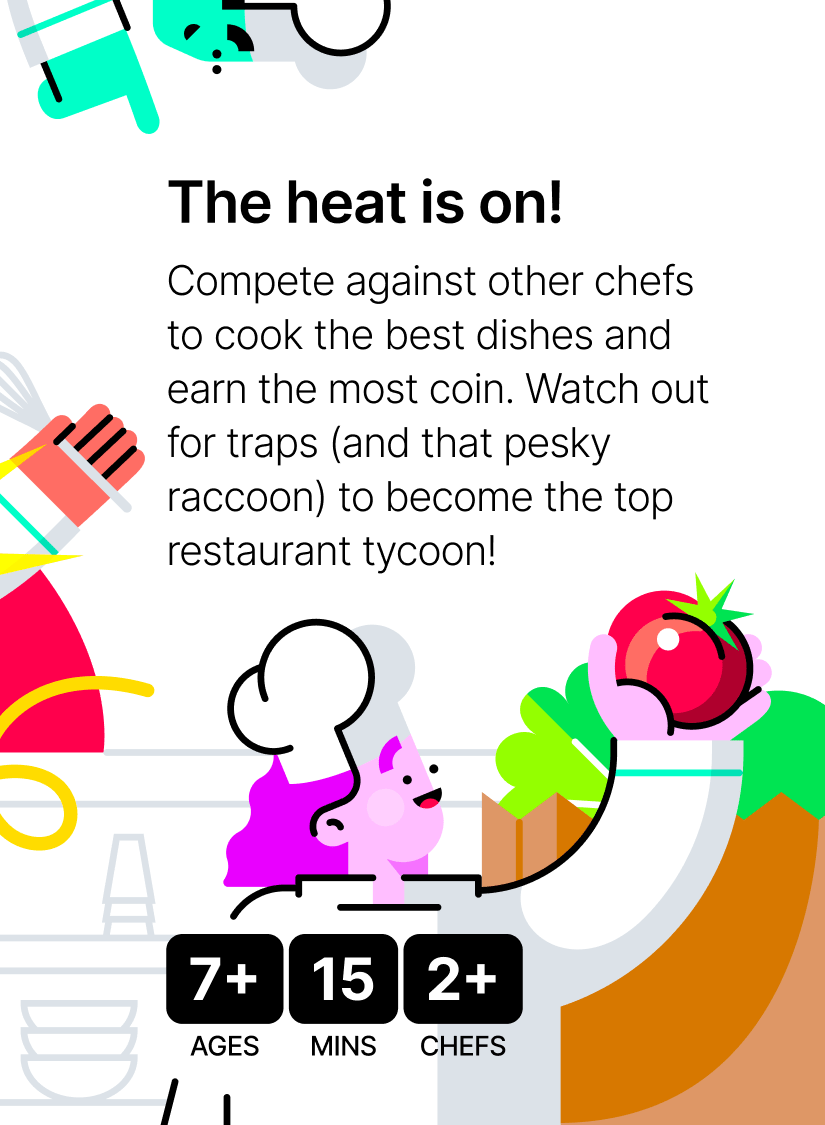 The heat is on!
Compete against other chefs
to cook the best dishes and
earn the most coin. Watch out
for traps (and that pesky
raccoon) to become the top
restaurant tycoon!
7+ 15 2+
AGES MINS CHEFS